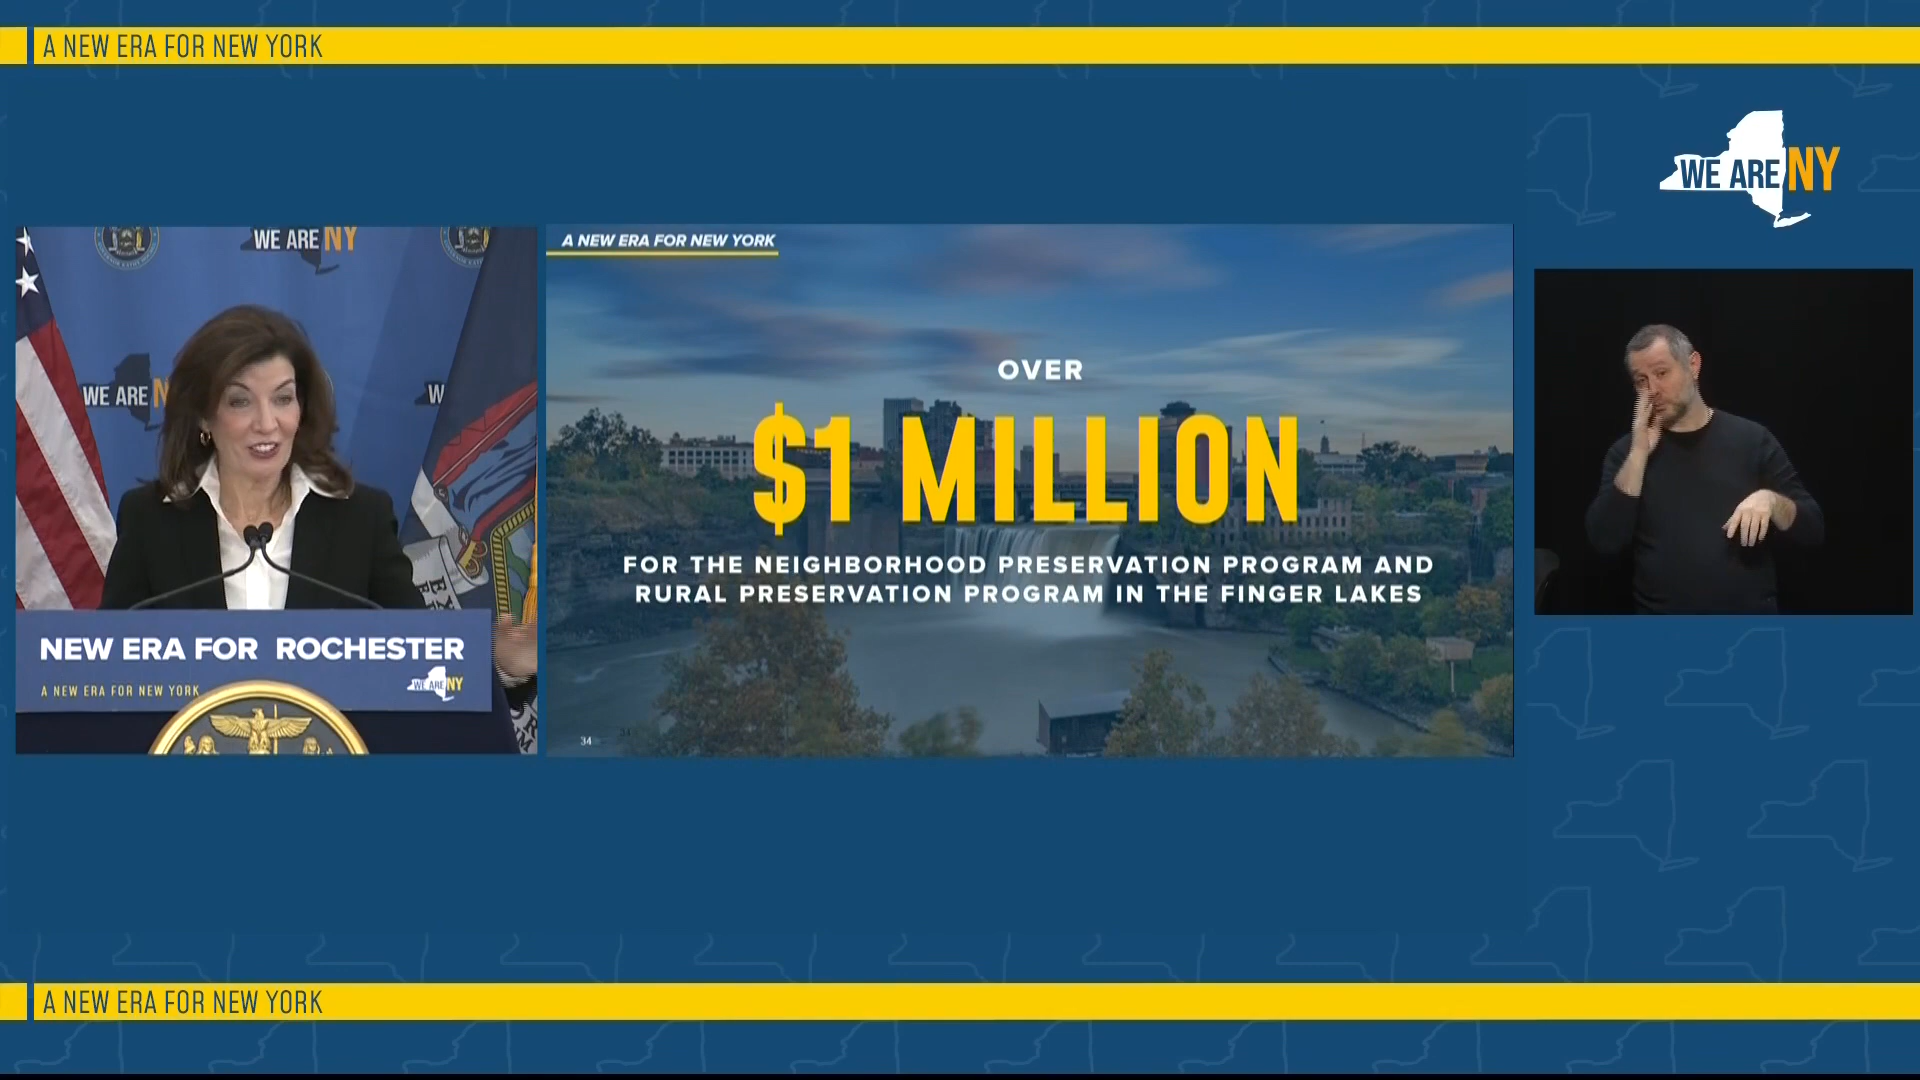 A NEW ERA FOR NEW YORK
WE ARE NY
WE ARE NY
WE ARE N
W
NEW ERA FOR ROCHESTER
A NEW ERA FOR NEW YORK
WE ARE NY
A NEW ERA FOR NEW YORK
OVER
$1 MILLION
FOR THE NEIGHBORHOOD PRESERVATION PROGRAM AND
RURAL PRESERVATION PROGRAM IN THE FINGER LAKES
34
34
A NEW ERA FOR NEW YORK